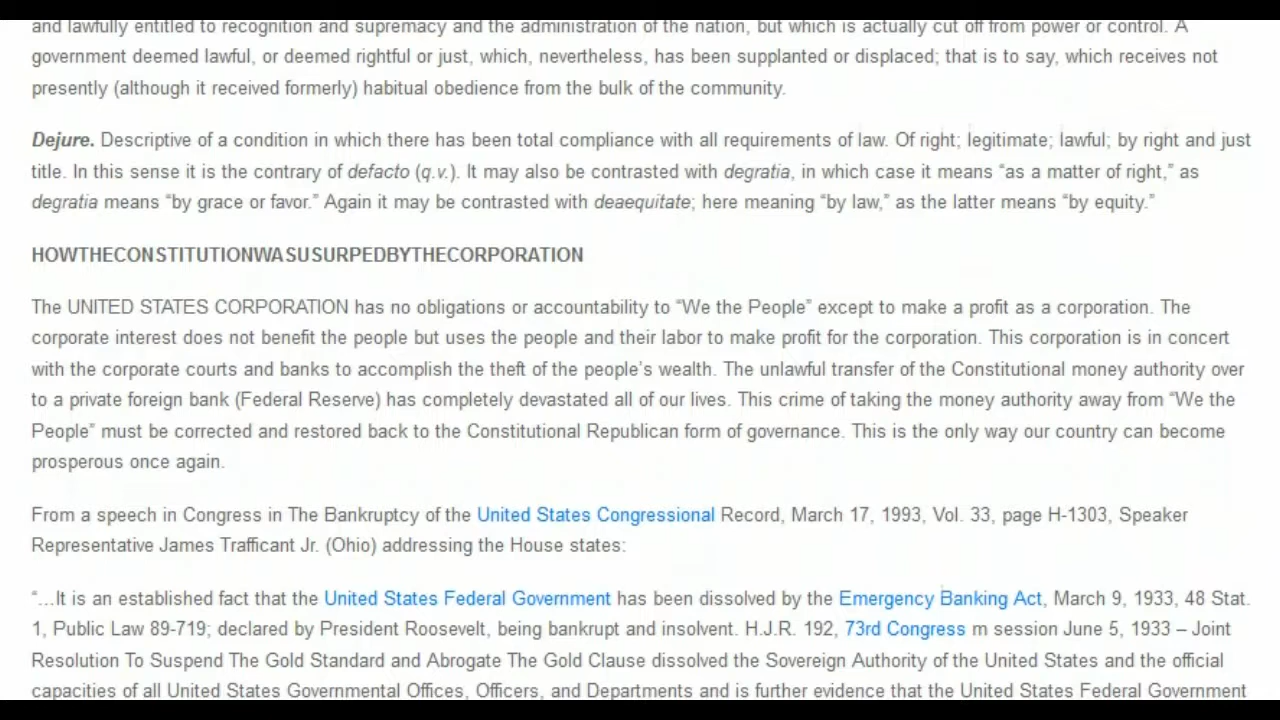 and lawfully entitled to recognition and supremacy and the administration of the nation, but which is actually cut off from power or control. A
government deemed lawful, or deemed rightful or just, which, nevertheless, has been supplanted or displaced; that is to say, which receives not
presently (although it received formerly) habitual obedience from the bulk of the community.
Dejure. Descriptive of a condition in which there has been total compliance with all requirements of law. Of right; legitimate; lawful; by right and just
title. In this sense it is the contrary of defacto (q.v.). It may also be contrasted with degratia, in which case it means “as a matter of right,” as
degratia means “by grace or favor.” Again it may be contrasted with deaequitate; here meaning “by law,” as the latter means “by equity.”
HOWTHECONSTITUTIONWASUSURPEDBYTHECORPORATION
The UNITED STATES CORPORATION has no obligations or accountability to “We the People” except to make a profit as a corporation. The
corporate interest does not benefit the people but uses the people and their labor to make profit for the corporation. This corporation is in concert
with the corporate courts and banks to accomplish the theft of the people’s wealth. The unlawful transfer of the Constitutional money authority over
to a private foreign bank (Federal Reserve) has completely devastated all of our lives. This crime of taking the money authority away from “We the
People” must be corrected and restored back to the Constitutional Republican form of governance. This is the only way our country can become
prosperous once again.
From a speech in Congress in The Bankruptcy of the United States Congressional Record, March 17, 1993, Vol. 33, page H-1303, Speaker
Representative James Trafficant Jr. (Ohio) addressing the House states:
“…It is an established fact that the United States Federal Government has been dissolved by the Emergency Banking Act, March 9, 1933, 48 Stat.
1, Public Law 89-719; declared by President Roosevelt, being bankrupt and insolvent. H.J.R. 192, 73rd Congress m session June 5, 1933 – Joint
Resolution To Suspend The Gold Standard and Abrogate The Gold Clause dissolved the Sovereign Authority of the United States and the official
capacities of all United States Governmental Offices, Officers, and Departments and is further evidence that the United States Federal Government